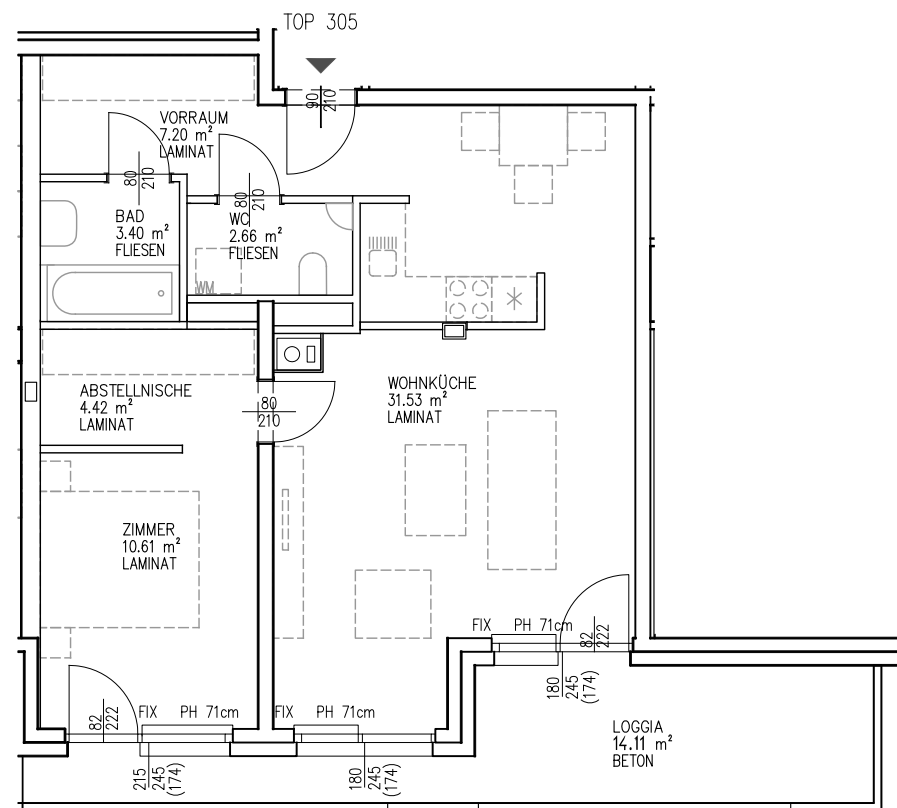 TOP 305
90
210
VORRAUM
7.20 m²
LAMINAT
80
210
80
210
BAD
3.40 m²
FLIESEN
WC
2.66 m²
FLIESEN
WM
ABSTELLNISCHE
4.42 m²
LAMINAT
80
210
WOHNKÜCHE
31.53 m²
LAMINAT
ZIMMER
10.61 m²
LAMINAT
FIX PH 71cm
82
222
180
245
(174)
82
222
FIX PH 71cm
FIX PH 71cm
215
245
(174)
180
245
(174)
LOGGIA
14.11 m²
BETON